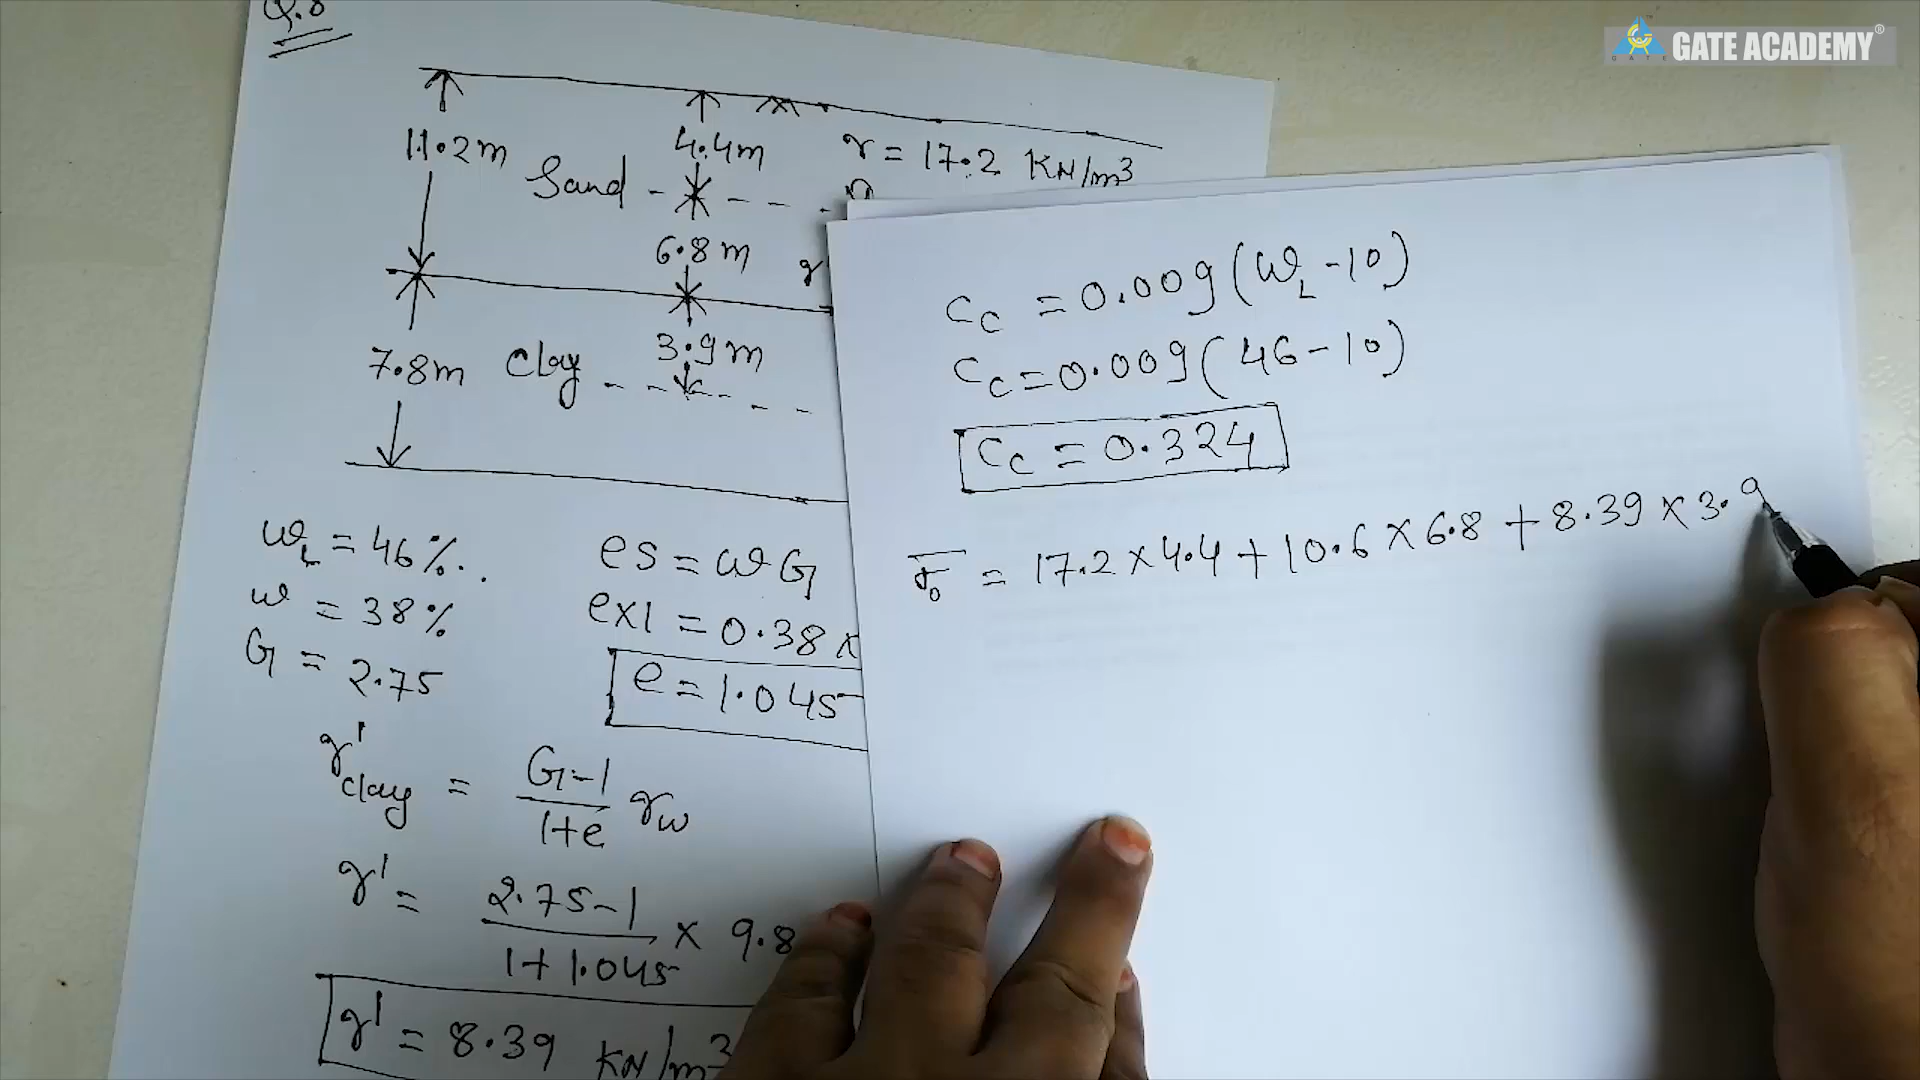 Q.8
GATE ACADEMY®
GATE
11.2m
4.4m
γ = 17.2 KN/m³
Sand
6.8m
γ
7.8m
Clay
3.9m
W_L = 46%.
w = 38%
G = 2.75
es = wG
ex1 = 0.38 x
e = 1.045
γ'clay = G-1/1+e γw
γ' = 2.75-1/1+1.045 x 9.8
γ' = 8.39 KN/m³
Cc = 0.009(W_L-10)
Cc = 0.009(46-10)
Cc = 0.324
σ̄₀ = 17.2 x 4.4 + 10.6 x 6.8 + 8.39 x 3.9